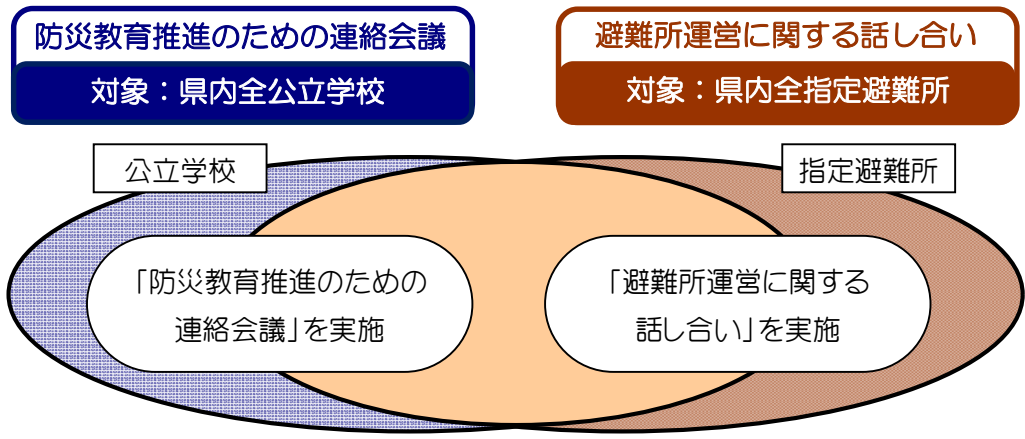 防災教育推進のための連絡会議
対象：県内全公立学校
避難所運営に関する話し合い
対象：県内全指定避難所
公立学校
指定避難所
「防災教育推進のための
連絡会議」を実施
「避難所運営に関する
話し合い」を実施